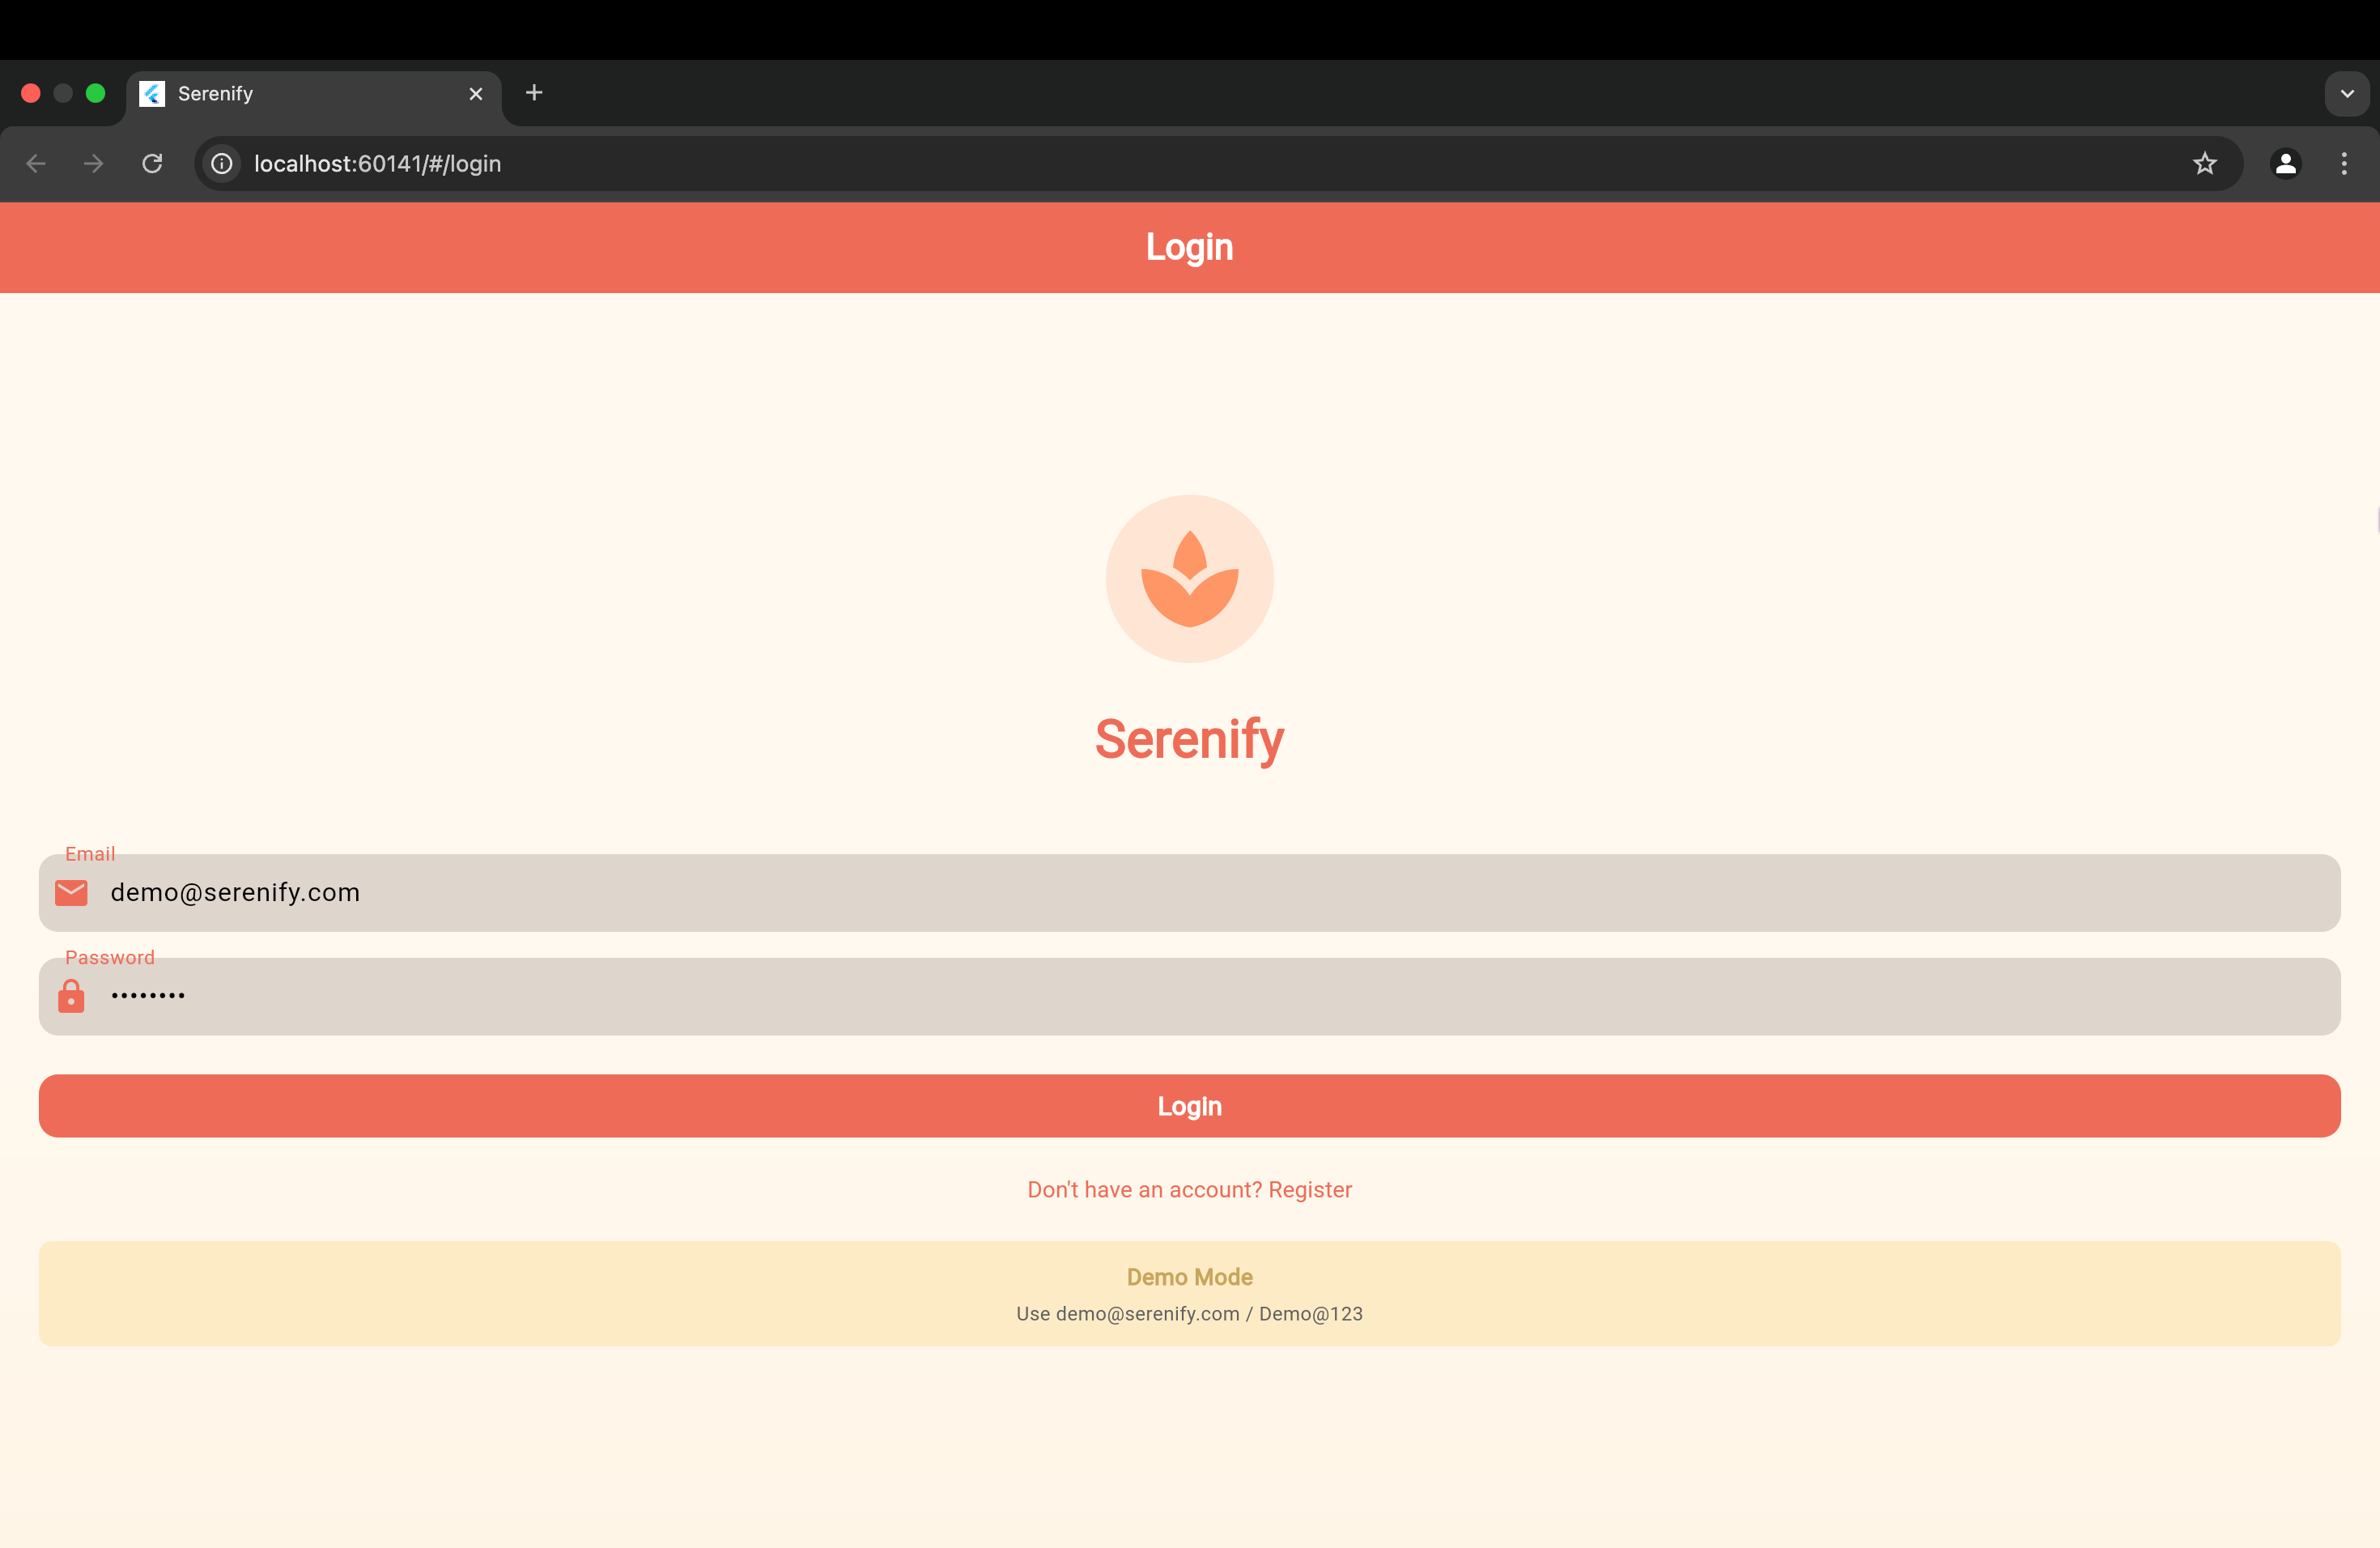 Serenify
localhost:60141/#/login
Login
Serenify
Email
demo@serenify.com
Password
••••••••
Login
Don't have an account? Register
Demo Mode
Use demo@serenify.com / Demo@123